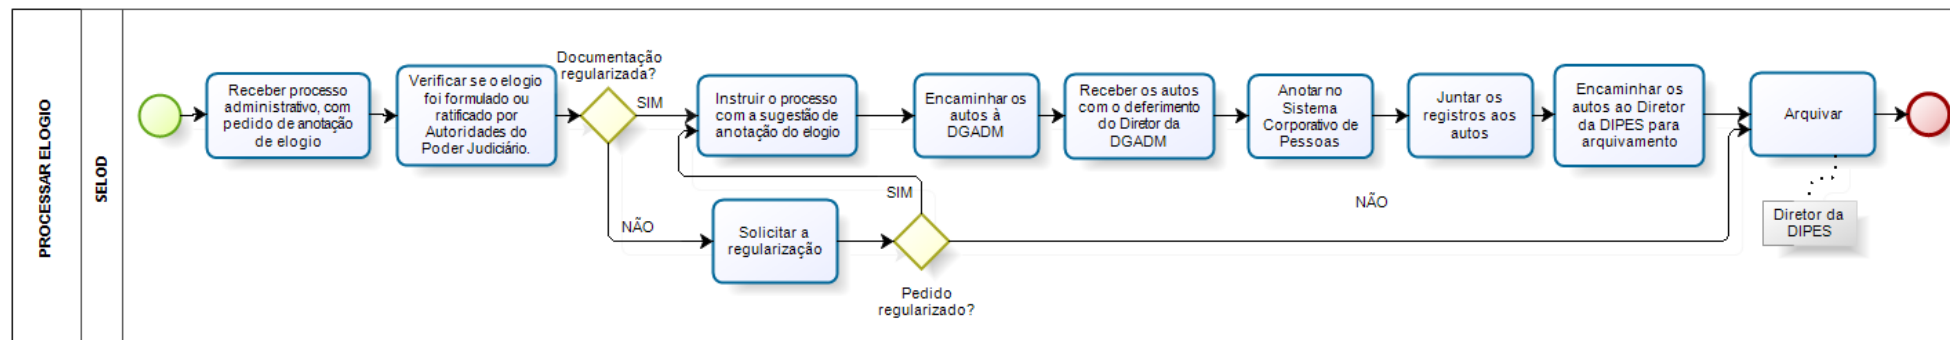 PROCESSAR ELOGIO
SELOD
Receber processo
administrativo, com
pedido de anotação
de elogio
Verificar se o elogio
foi formulado ou
ratificado por
Autoridades do
Poder Judiciário.
Documentação
regularizada?
SIM
NÃO
Instruir o processo
com a sugestão de
anotação do elogio
Encaminhar os
autos à
DGADM
Receber os autos
com o deferimento
do Diretor da
DGADM
Anotar no
Sistema
Corporativo de
Pessoas
Juntar os
registros aos
autos
Encaminhar os
autos ao Diretor
da DIPES para
arquivamento
Arquivar
Solicitar a
regularização
SIM
NÃO
Pedido
regularizado?
Diretor da
DIPES